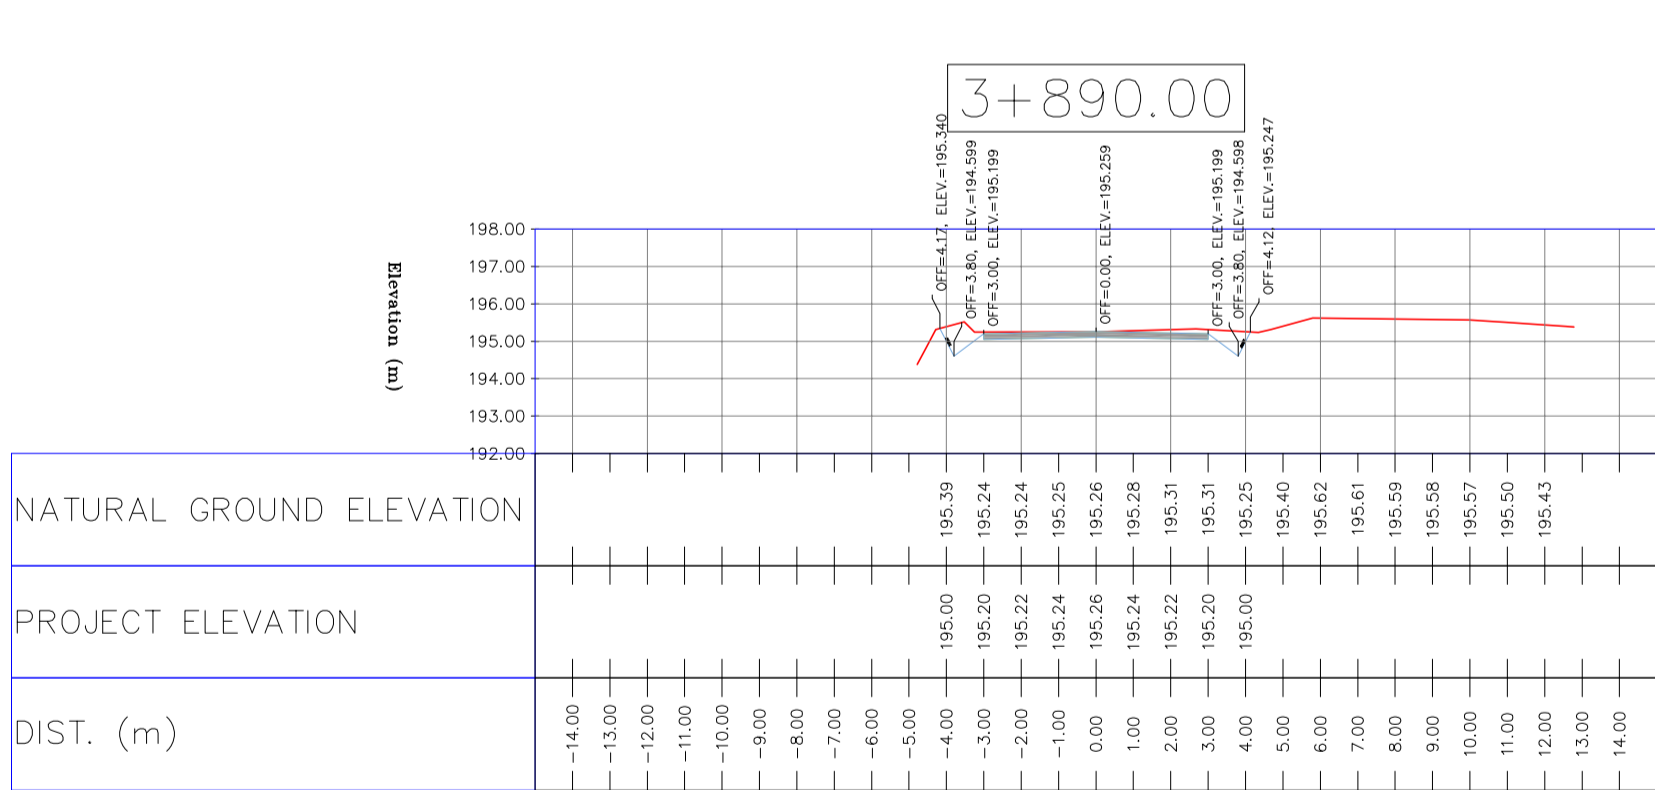 3+890.00
OFF=4.17, ELEV.=195.340
OFF=3.80, ELEV.=194.599
OFF=3.00, ELEV.=195.199
OFF=0.00, ELEV.=195.259
OFF=3.00, ELEV.=195.199
OFF=3.80, ELEV.=194.598
OFF=4.12, ELEV.=195.247
Elevation (m)
198.00
197.00
196.00
195.00
194.00
193.00
192.00
NATURAL GROUND ELEVATION 195.39 195.24 195.24 195.25 195.26 195.28 195.31 195.31 195.25 195.40 195.62 195.61 195.59 195.58 195.57 195.50 195.43
PROJECT ELEVATION 195.00 195.20 195.22 195.24 195.26 195.24 195.22 195.20 195.00
DIST. (m) -14.00 -13.00 -12.00 -11.00 -10.00 -9.00 -8.00 -7.00 -6.00 -5.00 -4.00 -3.00 -2.00 -1.00 0.00 1.00 2.00 3.00 4.00 5.00 6.00 7.00 8.00 9.00 10.00 11.00 12.00 13.00 14.00